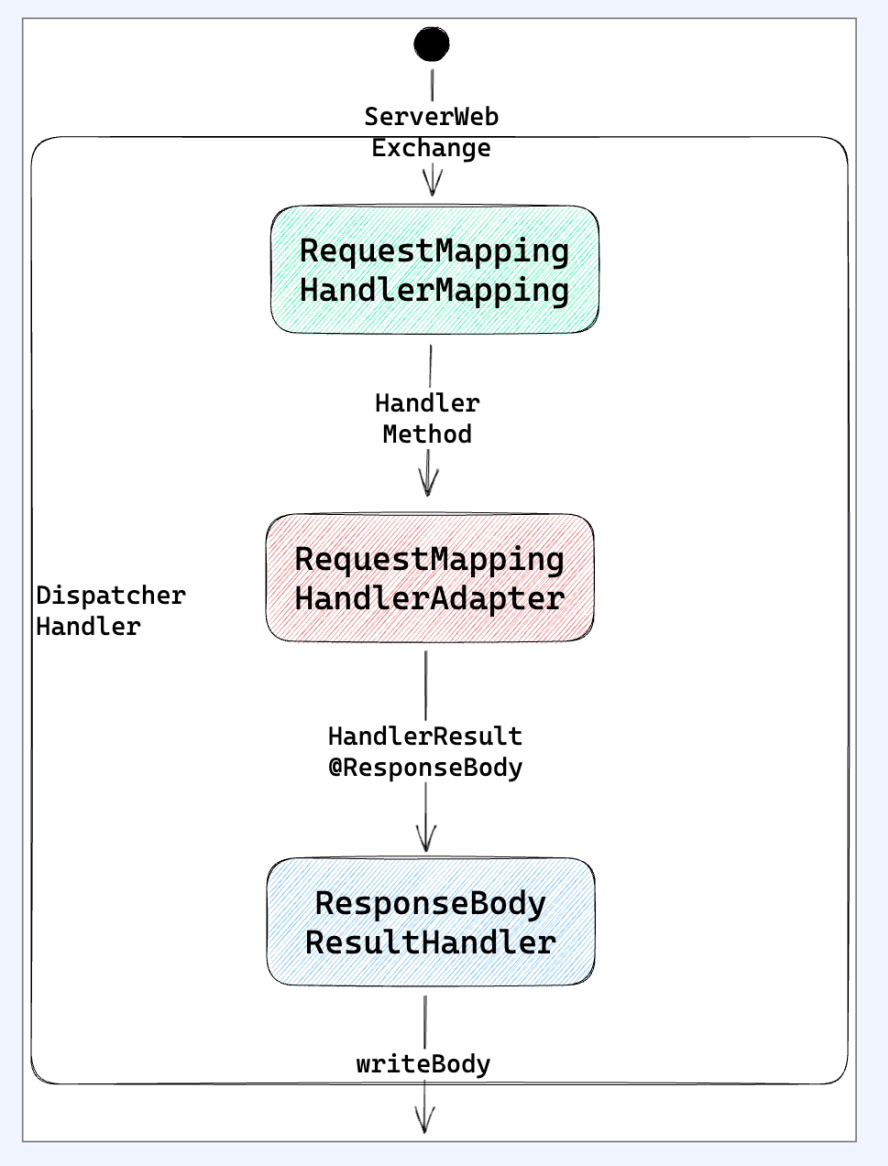 ServerWeb
Exchange
RequestMapping
HandlerMapping
Handler
Method
RequestMapping
HandlerAdapter
Dispatcher
Handler
HandlerResult
@ResponseBody
ResponseBody
ResultHandler
writeBody